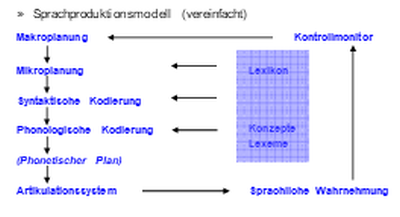 » Sprachproduktionsmodell (vereinfacht)
Makroplanung Kontrollmonitor
Mikroplanung Lexikon
Syntaktische Kodierung
Phonologische Kodierung Konzepte
Lexeme
(Phonetischer Plan)
Artikulationssystem Sprachliche Wahrnehmung